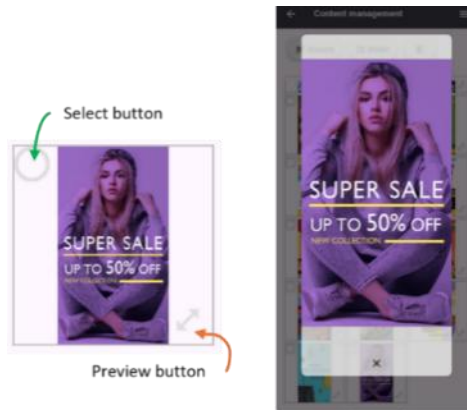 Select button
SUPER SALE
UP TO 50% OFF
NEW COLLECTION
Preview button
Content management
SUPER SALE
UP TO 50% OFF
NEW COLLECTION
×